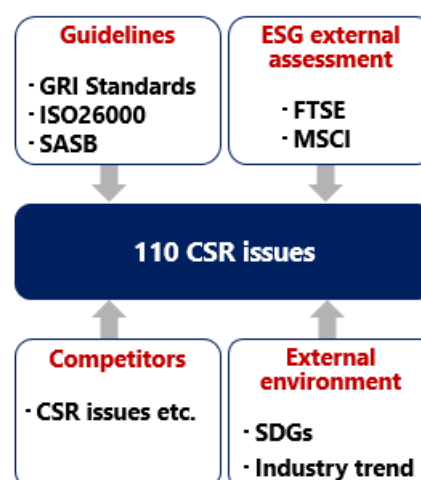 Guidelines
· GRI Standards
· ISO26000
· SASB
ESG external
assessment
· FTSE
· MSCI
110 CSR issues
Competitors
· CSR issues etc.
External
environment
· SDGs
· Industry trend